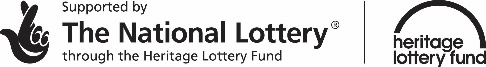 Supported by
The National Lottery®
through the Heritage Lottery Fund
heritage
lottery fund